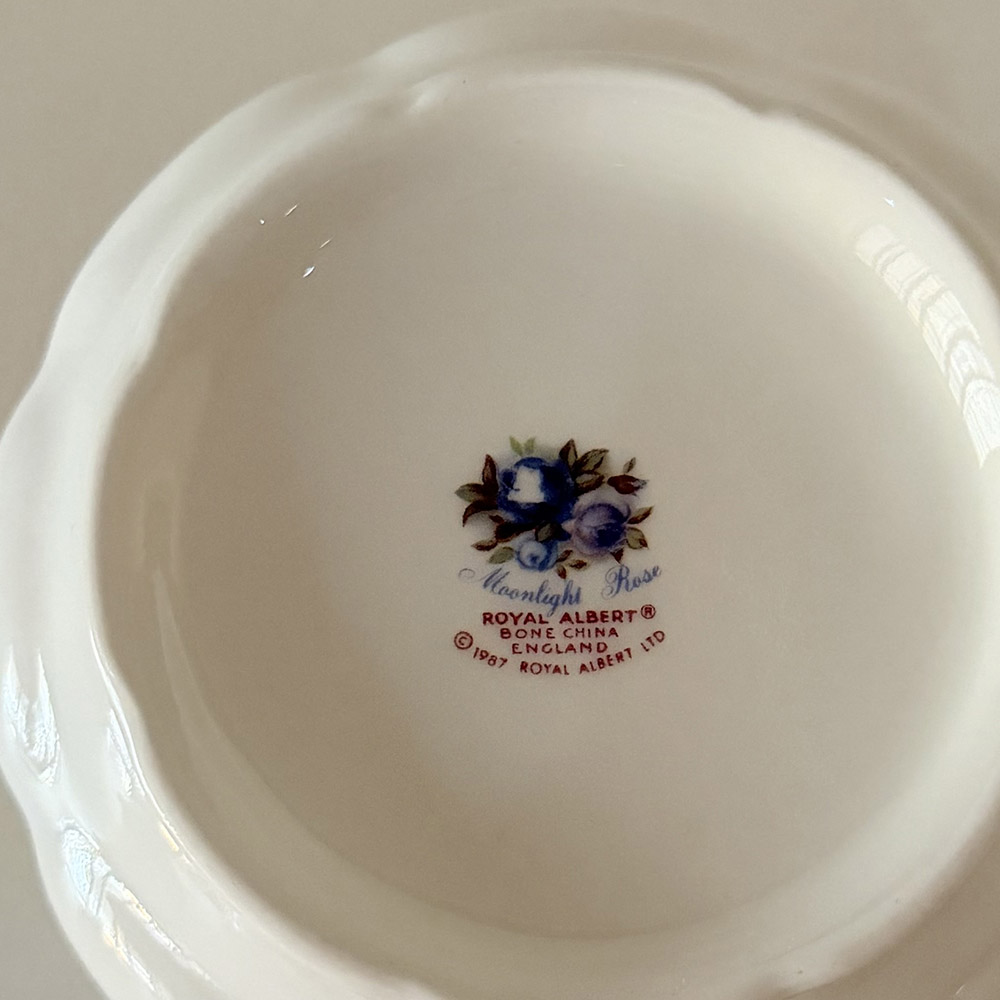 Moonlight Rose
ROYAL ALBERT®
BONE CHINA
ENGLAND
©1987 ROYAL ALBERT LTD